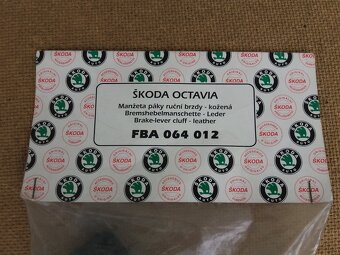 ŠKODA OCTAVIA
Manžeta páky ruční brzdy - kožená
Bremshebelmanschette - Leder
Brake-lever cluff - leather
FBA 064 012